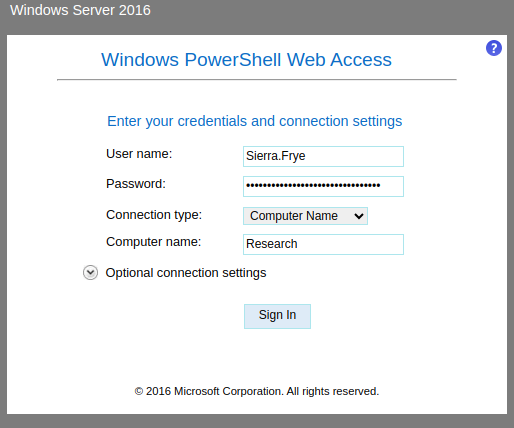 Windows Server 2016
?
Windows PowerShell Web Access
Enter your credentials and connection settings
User name: Sierra.Frye
Password: ••••••••••••••••••••••••••••••••
Connection type: Computer Name
Computer name: Research
Optional connection settings
Sign In
© 2016 Microsoft Corporation. All rights reserved.